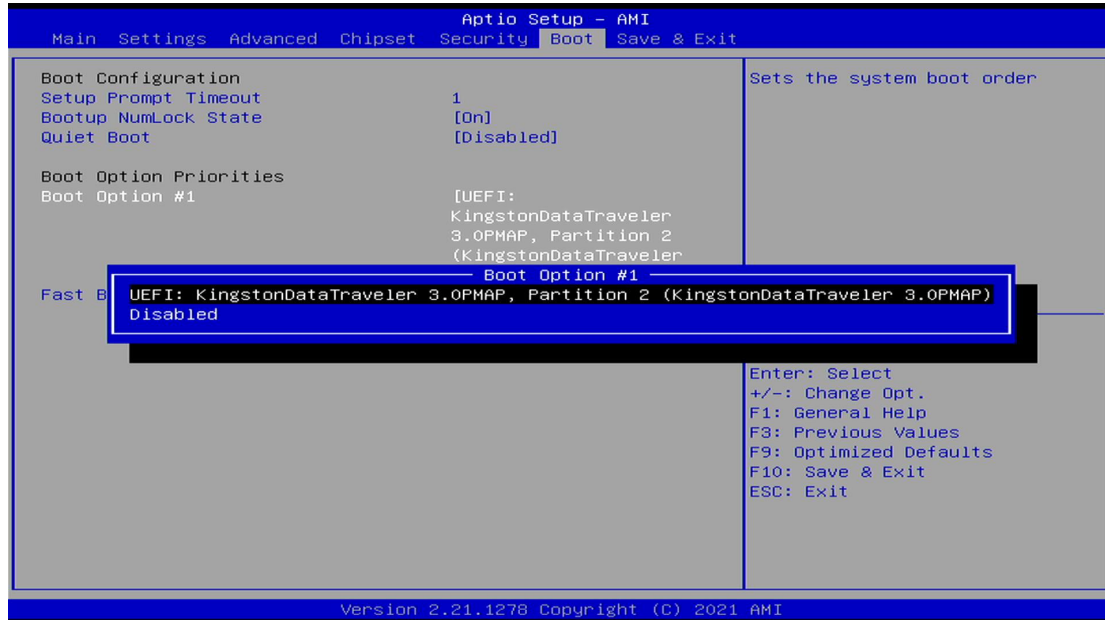 Aptio Setup – AMI
Main Settings Advanced Chipset Security Boot Save & Exit
Boot Configuration
Setup Prompt Timeout 1
Bootup NumLock State [On]
Quiet Boot [Disabled]
Boot Option Priorities
Boot Option #1 [UEFI:
KingstonDataTraveler
3.0PMAP, Partition 2
(KingstonDataTraveler
Fast B
Boot Option #1
UEFI: KingstonDataTraveler 3.0PMAP, Partition 2 (KingstonDataTraveler 3.0PMAP)
Disabled
Sets the system boot order
Enter: Select
+/-: Change Opt.
F1: General Help
F3: Previous Values
F9: Optimized Defaults
F10: Save & Exit
ESC: Exit
Version 2.21.1278 Copyright (C) 2021 AMI